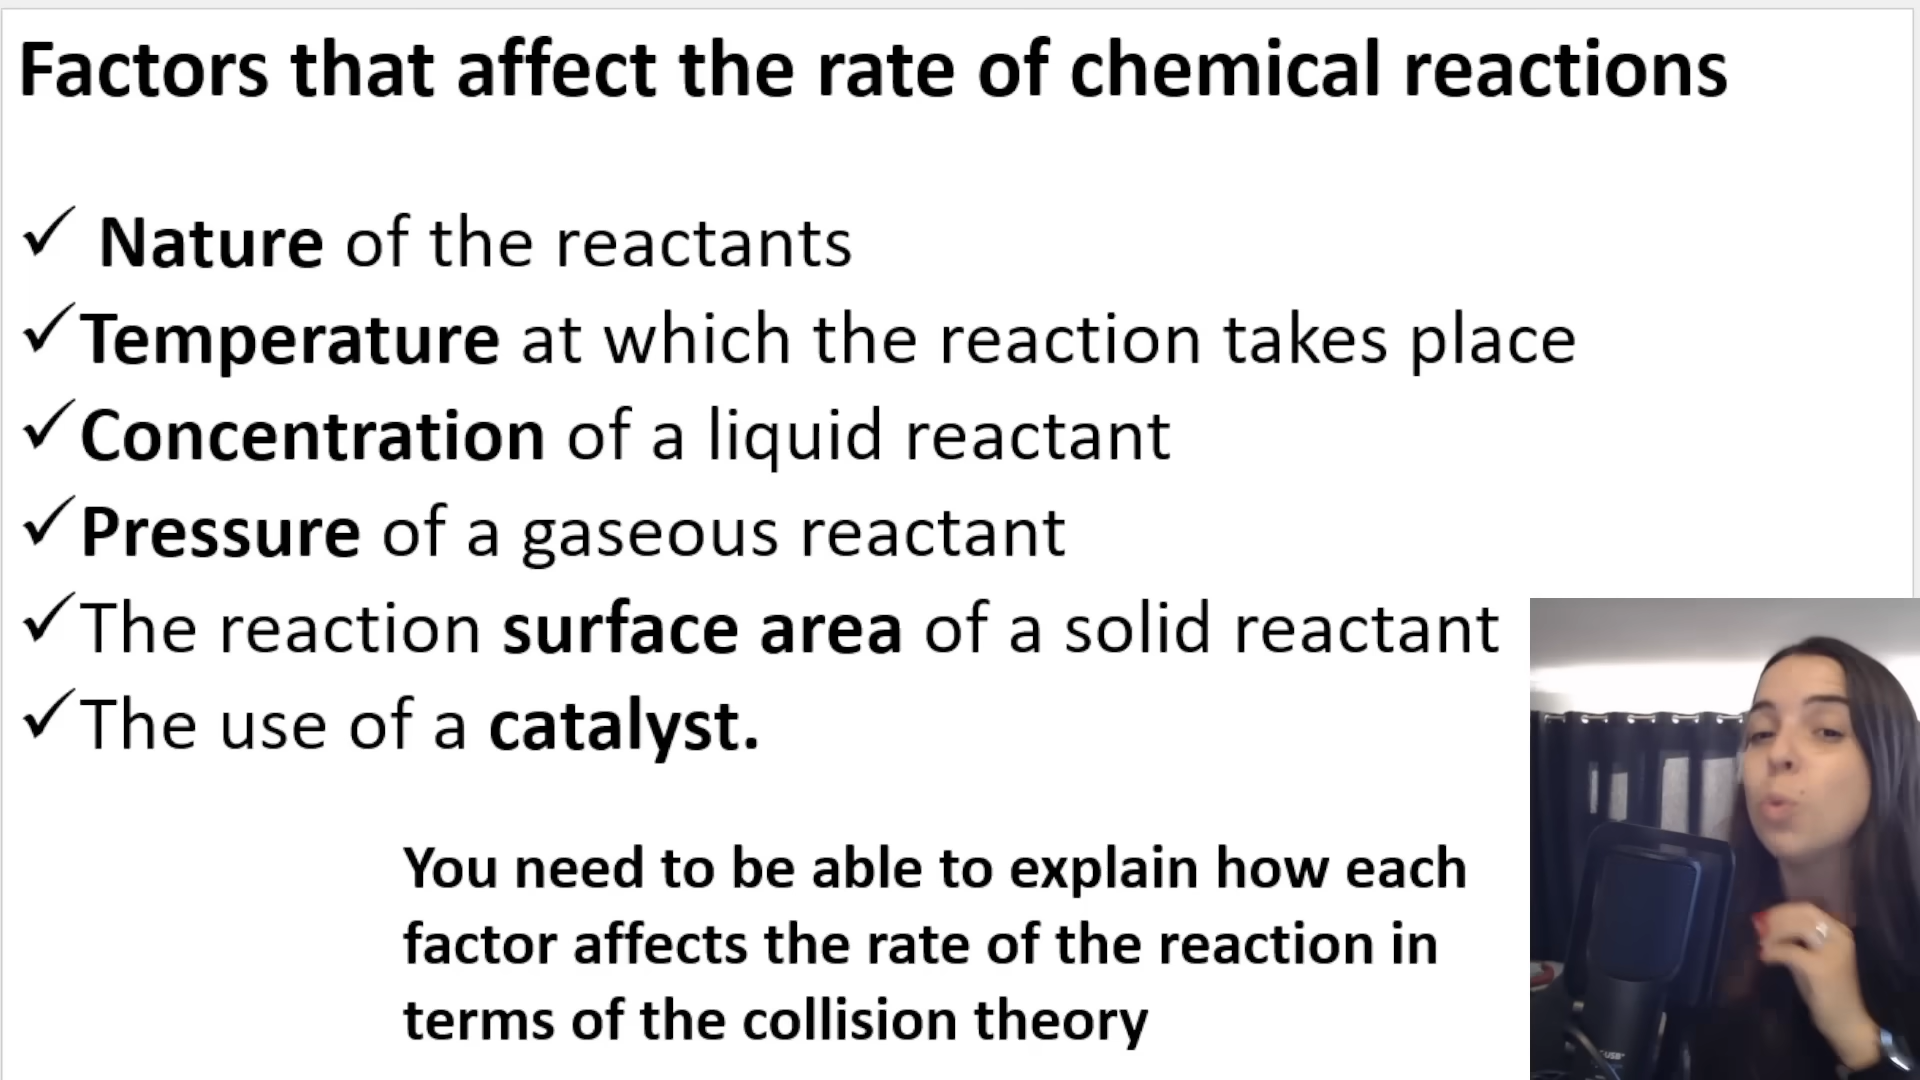 Factors that affect the rate of chemical reactions
✓ Nature of the reactants
✓Temperature at which the reaction takes place
✓Concentration of a liquid reactant
✓Pressure of a gaseous reactant
✓The reaction surface area of a solid reactant
✓The use of a catalyst.
You need to be able to explain how each
factor affects the rate of the reaction in
terms of the collision theory
USB